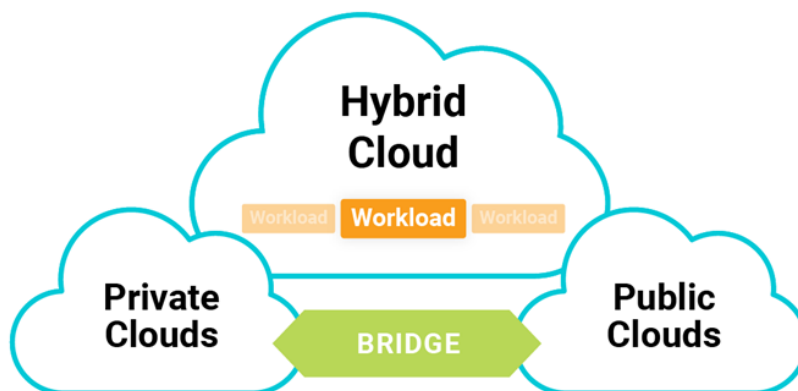 Hybrid
Cloud
Workload Workload Workload
Private
Clouds
Public
Clouds
BRIDGE